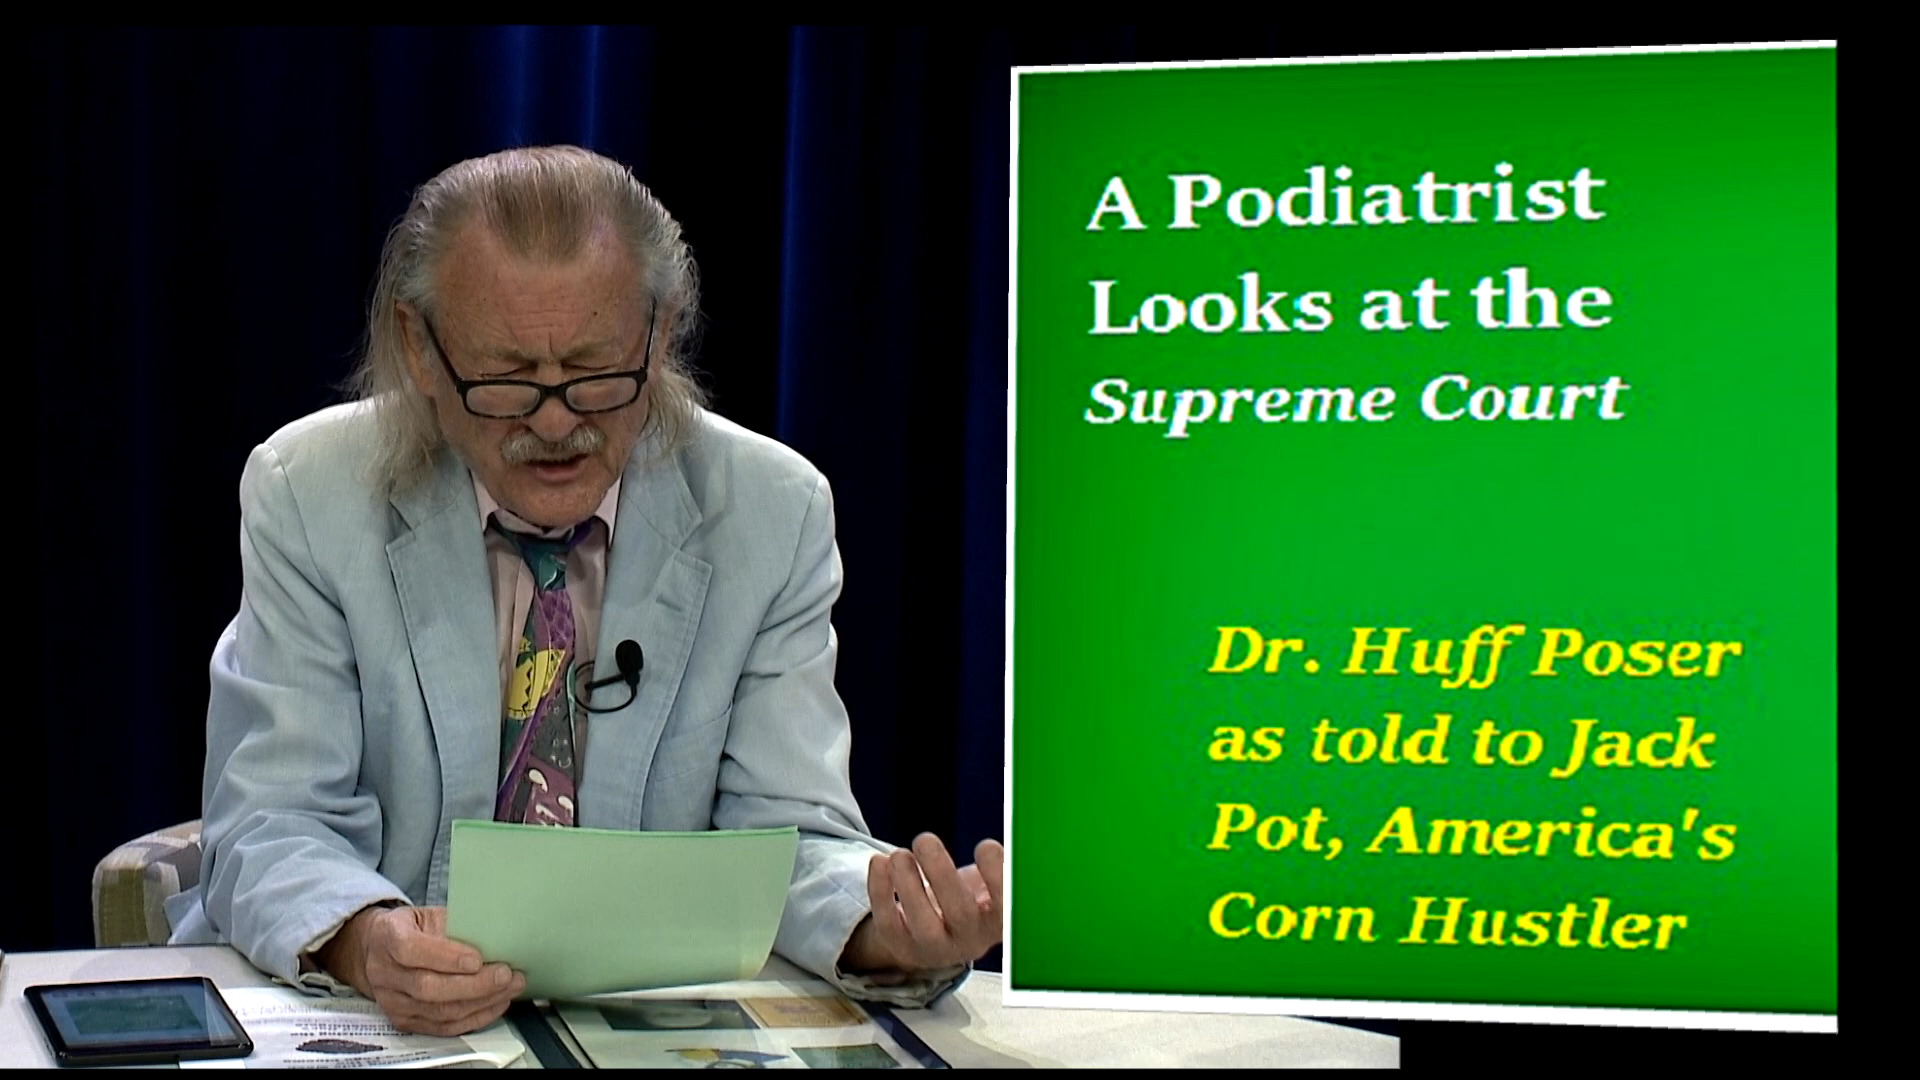 A Podiatrist
Looks at the
Supreme Court
Dr. Huff Poser
as told to Jack
Pot, America's
Corn Hustler